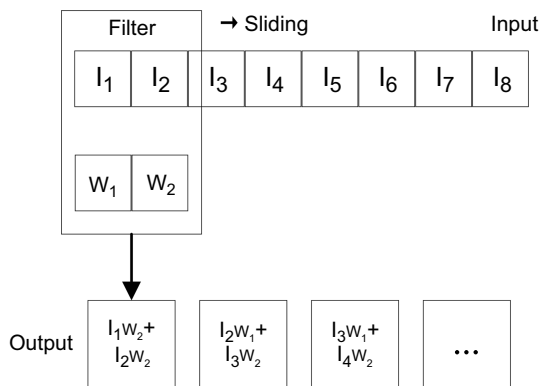 Filter → Sliding Input
I₁ I₂ I₃ I₄ I₅ I₆ I₇ I₈
W₁ W₂
Output
I₁W₂+
I₂W₂
I₂W₁+
I₃W₂
I₃W₁+
I₄W₂
...